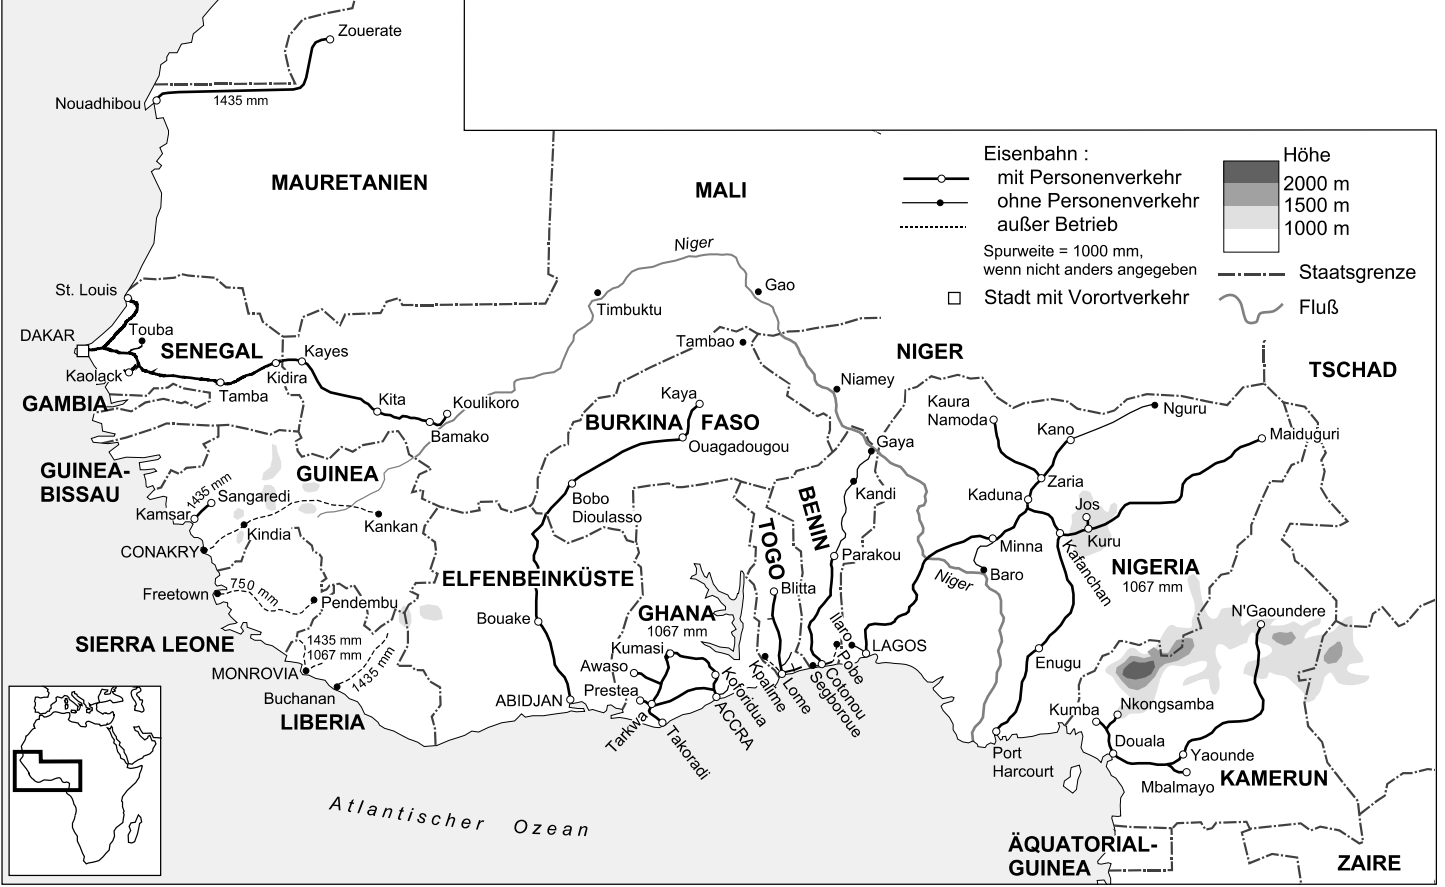 Zouerate
Nouadhibou
1435 mm
MAURETANIEN
MALI
Eisenbahn :
mit Personenverkehr
ohne Personenverkehr
außer Betrieb
Spurweite = 1000 mm,
wenn nicht anders angegeben
Stadt mit Vorortverkehr
Höhe
2000 m
1500 m
1000 m
Staatsgrenze
Fluß
Niger
St. Louis
Timbuktu
Gao
DAKAR
Touba
SENEGAL
Kayes
Tambao
NIGER
TSCHAD
Kaolack
Tamba
Kidira
Niamey
GAMBIA
Kita
Koulikoro
Bamako
Kaya
BURKINA FASO
Ouagadougou
Kaura
Namoda
Kano
Nguru
Maiduguri
Gaya
GUINEA-
BISSAU
GUINEA
1435 mm
Sangaredi
Kamsar
Kindia
Kankan
Bobo
Dioulasso
Kandi
Kaduna
Zaria
Jos
Kuru
Kafanchan
CONAKRY
TOGO
BENIN
Parakou
Minna
Baro
Niger
NIGERIA
1067 mm
Freetown
750 mm
Pendembu
ELFENBEINKÜSTE
Blitta
Bouake
GHANA
1067 mm
N'Gaoundere
SIERRA LEONE
1435 mm
1067 mm
MONROVIA
1435 mm
Buchanan
LIBERIA
Kumasi
Awaso
Prestea
Tarkwa
Takoradi
Koforidua
ACCRA
Kpalime
Lome
Ilaro
Pobe
Cotonou
Segboroue
LAGOS
Enugu
ABIDJAN
Kumba
Nkongsamba
Douala
Yaounde
Mbalmayo
KAMERUN
Port
Harcourt
Atlantischer Ozean
ÄQUATORIAL-
GUINEA
ZAIRE